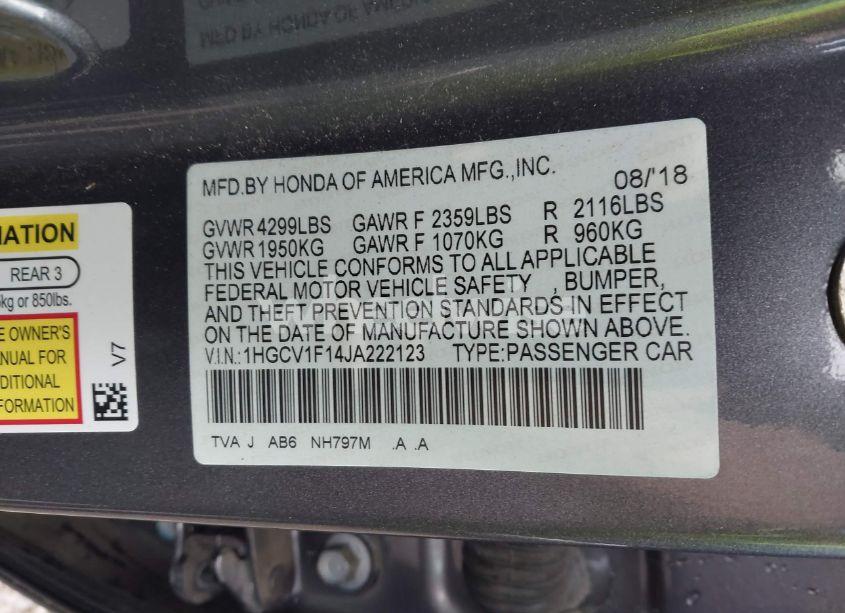 MFD.BY HONDA OF AMERICA MFG.,INC. 08/'18
GVWR 4299LBS GAWR F 2359LBS R 2116LBS
GVWR 1950KG GAWR F 1070KG R 960KG
THIS VEHICLE CONFORMS TO ALL APPLICABLE
FEDERAL MOTOR VEHICLE SAFETY , BUMPER,
AND THEFT PREVENTION STANDARDS IN EFFECT
ON THE DATE OF MANUFACTURE SHOWN ABOVE.
V.I.N.:1HGCV1F14JA222123 TYPE:PASSENGER CAR
TVA J AB6 NH797M .A .A
MATION
REAR 3
kg or 850lbs.
E OWNER'S
ANUAL FOR
DITIONAL
FORMATION
V7